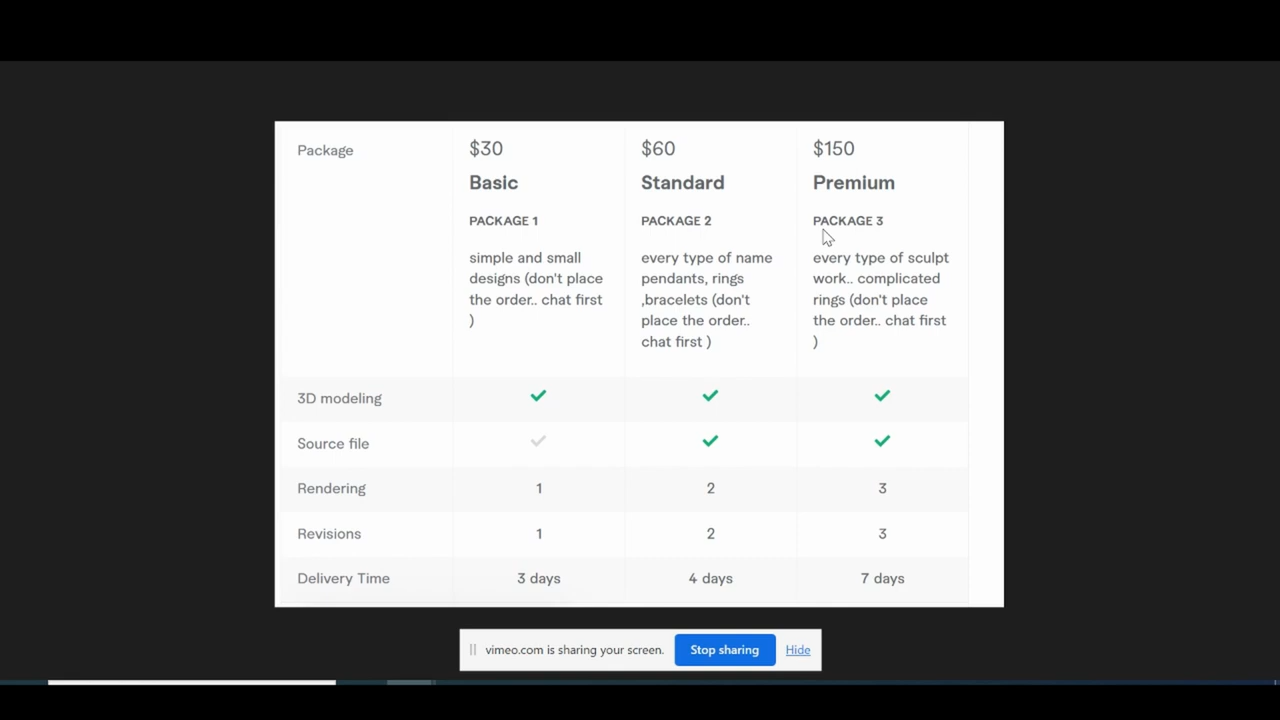 Package
$30
Basic
PACKAGE 1
simple and small
designs (don't place
the order.. chat first
)
$60
Standard
PACKAGE 2
every type of name
pendants, rings
,bracelets (don't
place the order..
chat first )
$150
Premium
PACKAGE 3
every type of sculpt
work.. complicated
rings (don't place
the order.. chat first
)
3D modeling
Source file
Rendering 1 2 3
Revisions 1 2 3
Delivery Time 3 days 4 days 7 days
vimeo.com is sharing your screen. Stop sharing Hide